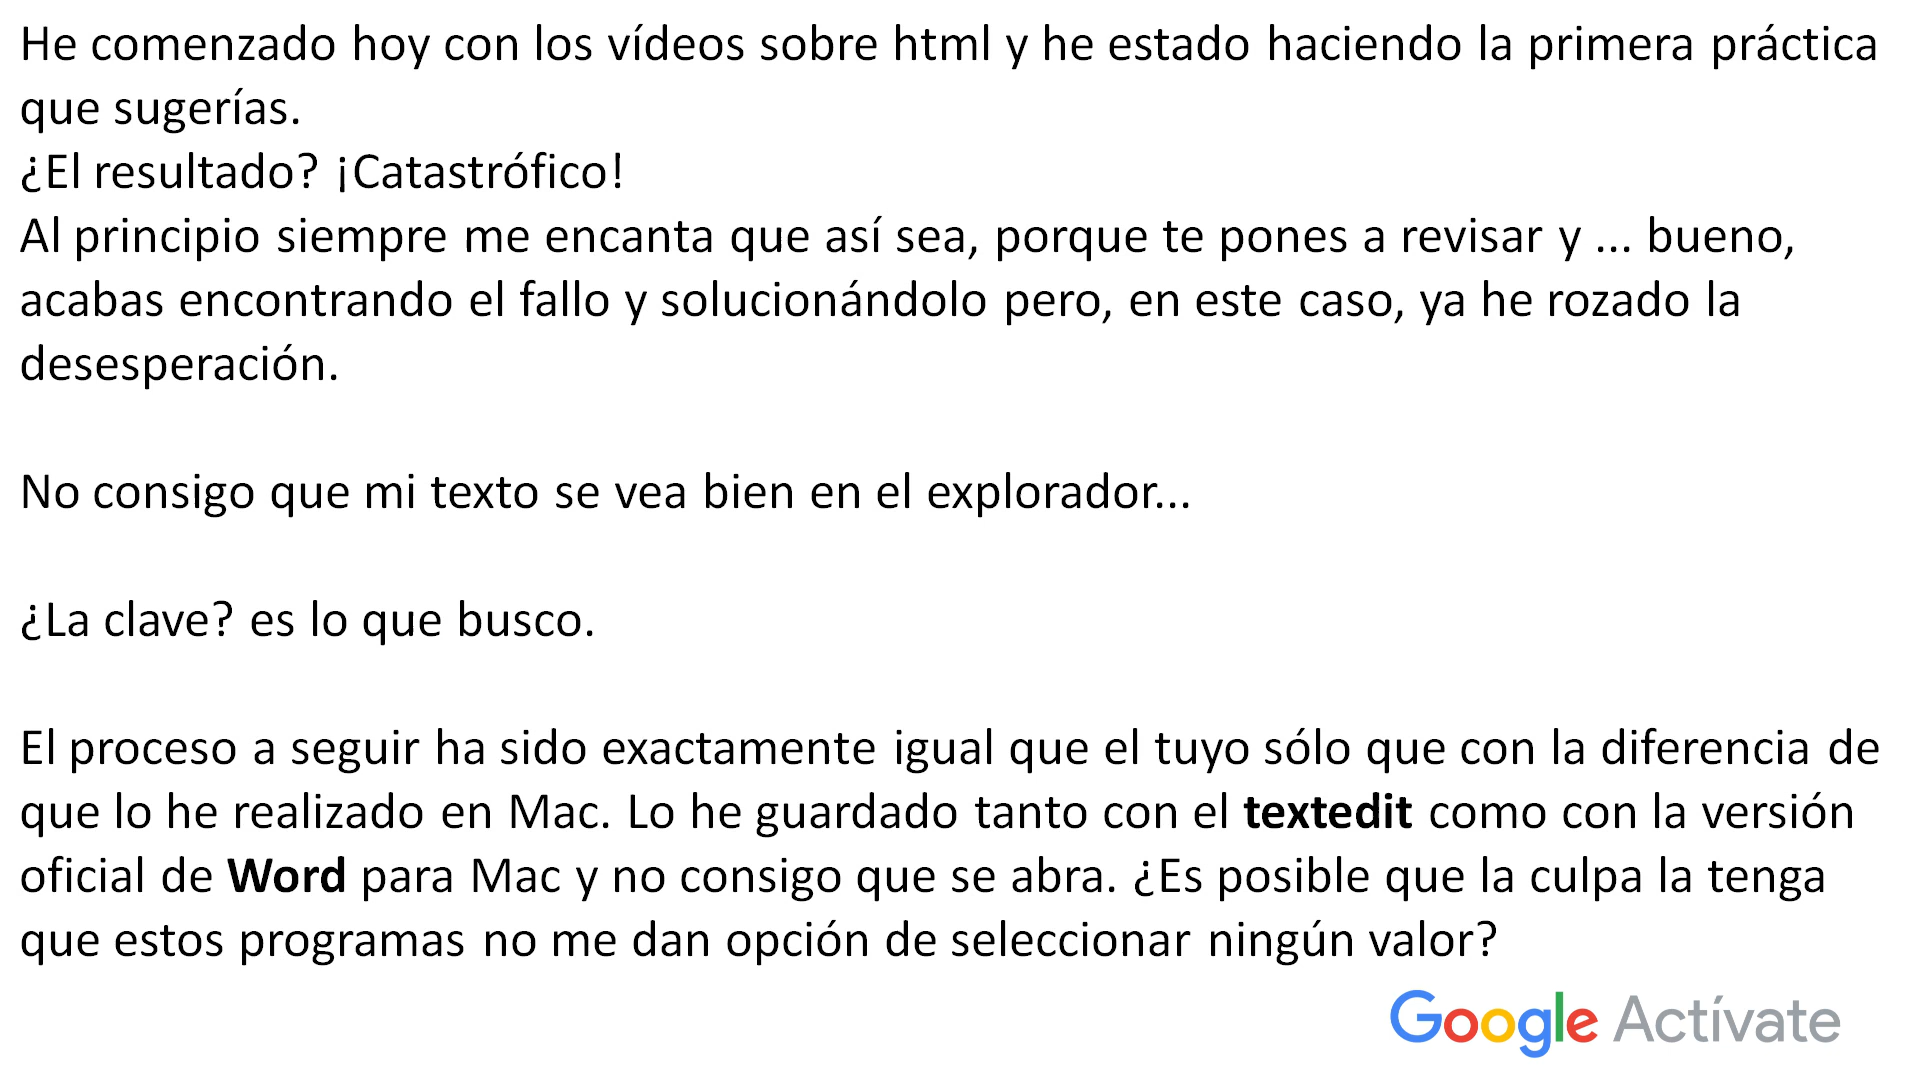 He comenzado hoy con los vídeos sobre html y he estado haciendo la primera práctica
que sugerías.
¿El resultado? ¡Catastrófico!
Al principio siempre me encanta que así sea, porque te pones a revisar y ... bueno,
acabas encontrando el fallo y solucionándolo pero, en este caso, ya he rozado la
desesperación.
No consigo que mi texto se vea bien en el explorador...
¿La clave? es lo que busco.
El proceso a seguir ha sido exactamente igual que el tuyo sólo que con la diferencia de
que lo he realizado en Mac. Lo he guardado tanto con el textedit como con la versión
oficial de Word para Mac y no consigo que se abra. ¿Es posible que la culpa la tenga
que estos programas no me dan opción de seleccionar ningún valor?
Google Actívate